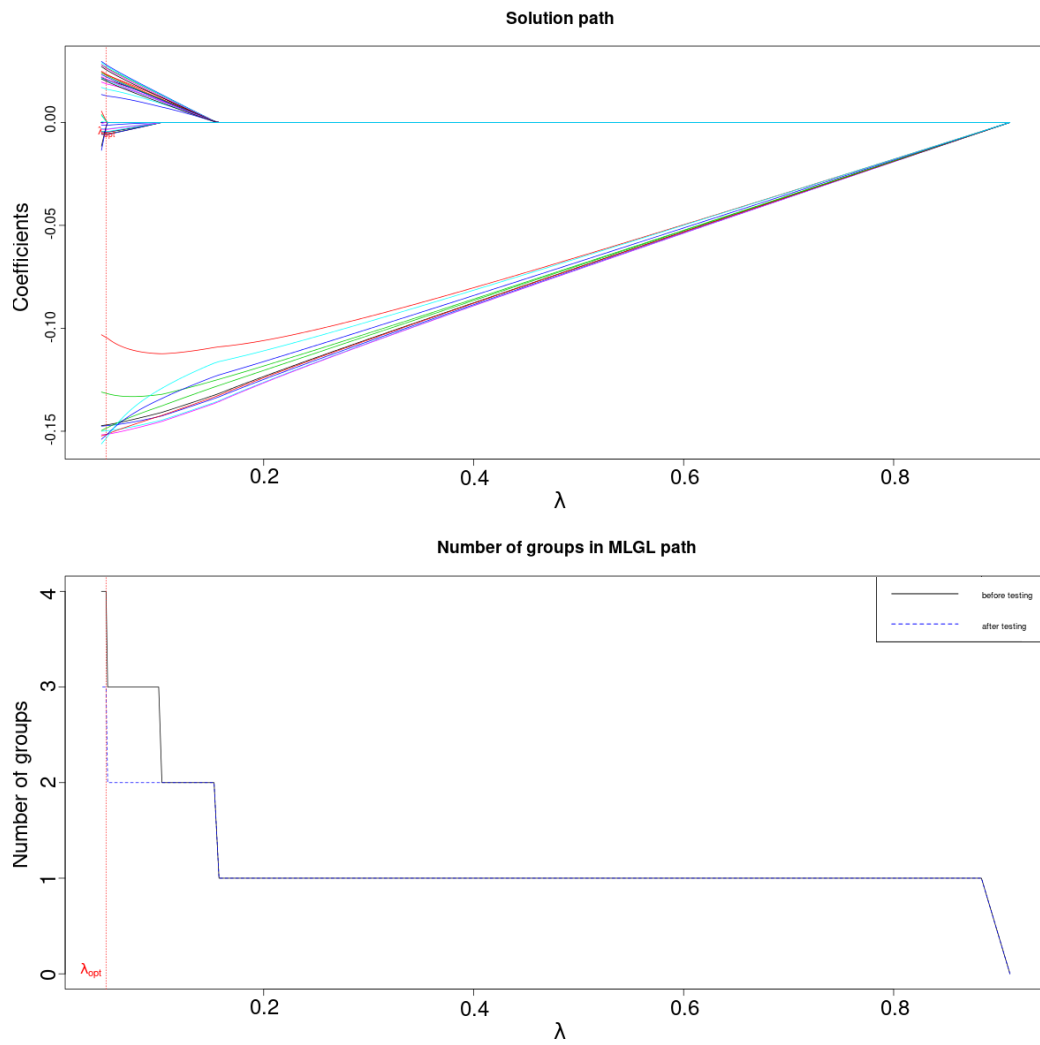 Solution path
0.00
-0.05
-0.10
-0.15
Coefficients
λopt
0.2
0.4
0.6
0.8
λ
Number of groups in MLGL path
4
3
2
1
0
Number of groups
before testing
after testing
λopt
0.2
0.4
0.6
0.8
λ